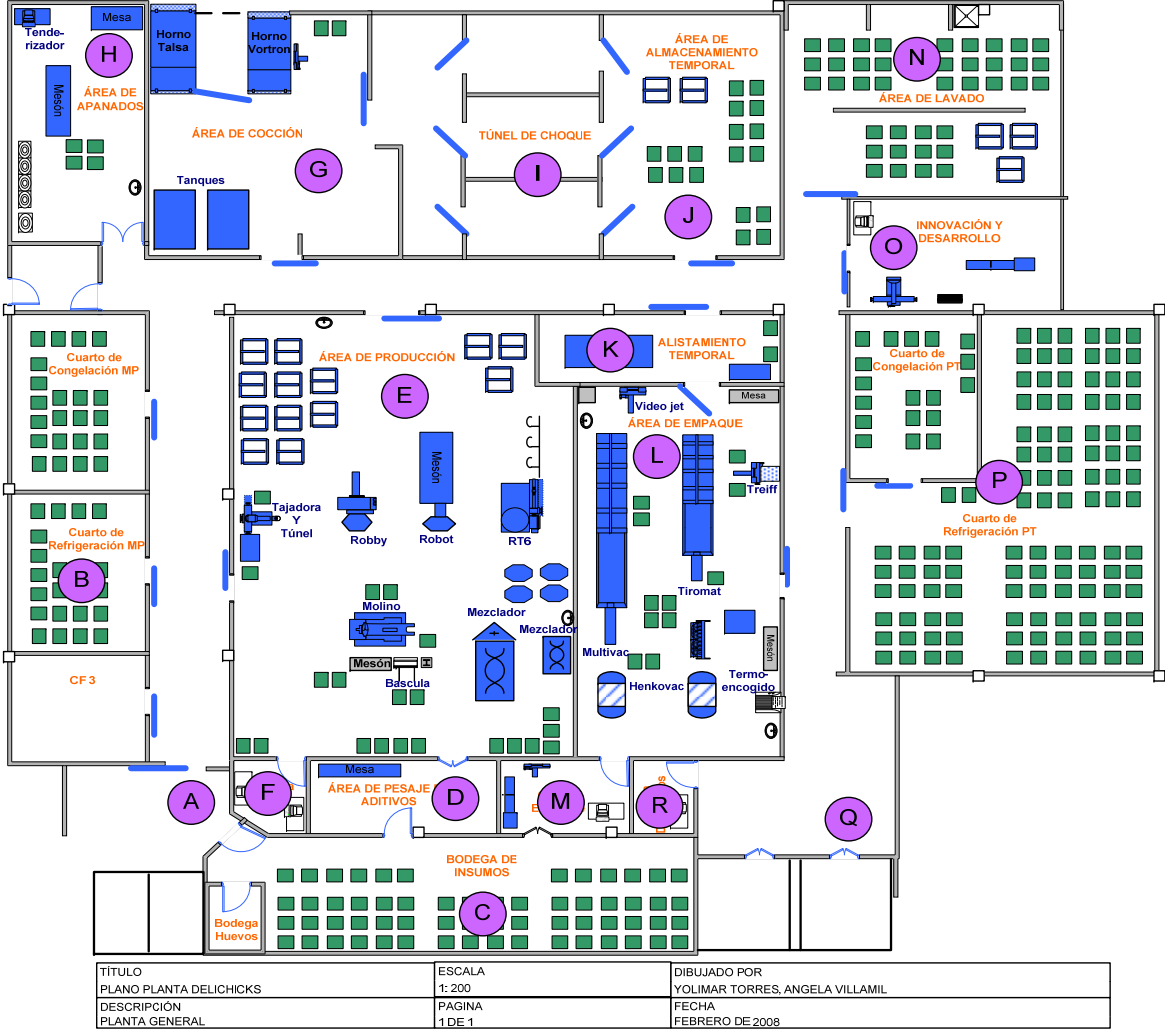 Tende-
rizador
Mesa
H
Mesón
ÁREA DE
APANADOS
Horno
Talsa
Horno
Vortron
ÁREA DE COCCIÓN
G
Tanques
TÚNEL DE CHOQUE
I
ÁREA DE
ALMACENAMIENTO
TEMPORAL
J
N
ÁREA DE LAVADO
INNOVACIÓN Y
DESARROLLO
O
Cuarto de
Congelación MP
Cuarto de
Refrigeración MP
B
CF 3
ÁREA DE PRODUCCIÓN
E
Mesón
Tajadora
Y
Túnel
Robby
Robot
RT6
Molino
Mezclador
Mezclador
Mesón
Bascula
K
ALISTAMIENTO
TEMPORAL
Video jet
Mesa
ÁREA DE EMPAQUE
L
Treiff
Tiromat
Multivac
Henkovac
Mesón
Termo-
encogido
Cuarto de
Congelación PT
P
Cuarto de
Refrigeración PT
A
F
Mesa
ÁREA DE PESAJE
ADITIVOS
D
M
E
R
Q
BODEGA DE
INSUMOS
C
Bodega
Huevos
TÍTULO
PLANO PLANTA DELICHICKS
ESCALA
1: 200
DIBUJADO POR
YOLIMAR TORRES, ANGELA VILLAMIL
DESCRIPCIÓN
PLANTA GENERAL
PAGINA
1 DE 1
FECHA
FEBRERO DE 2008